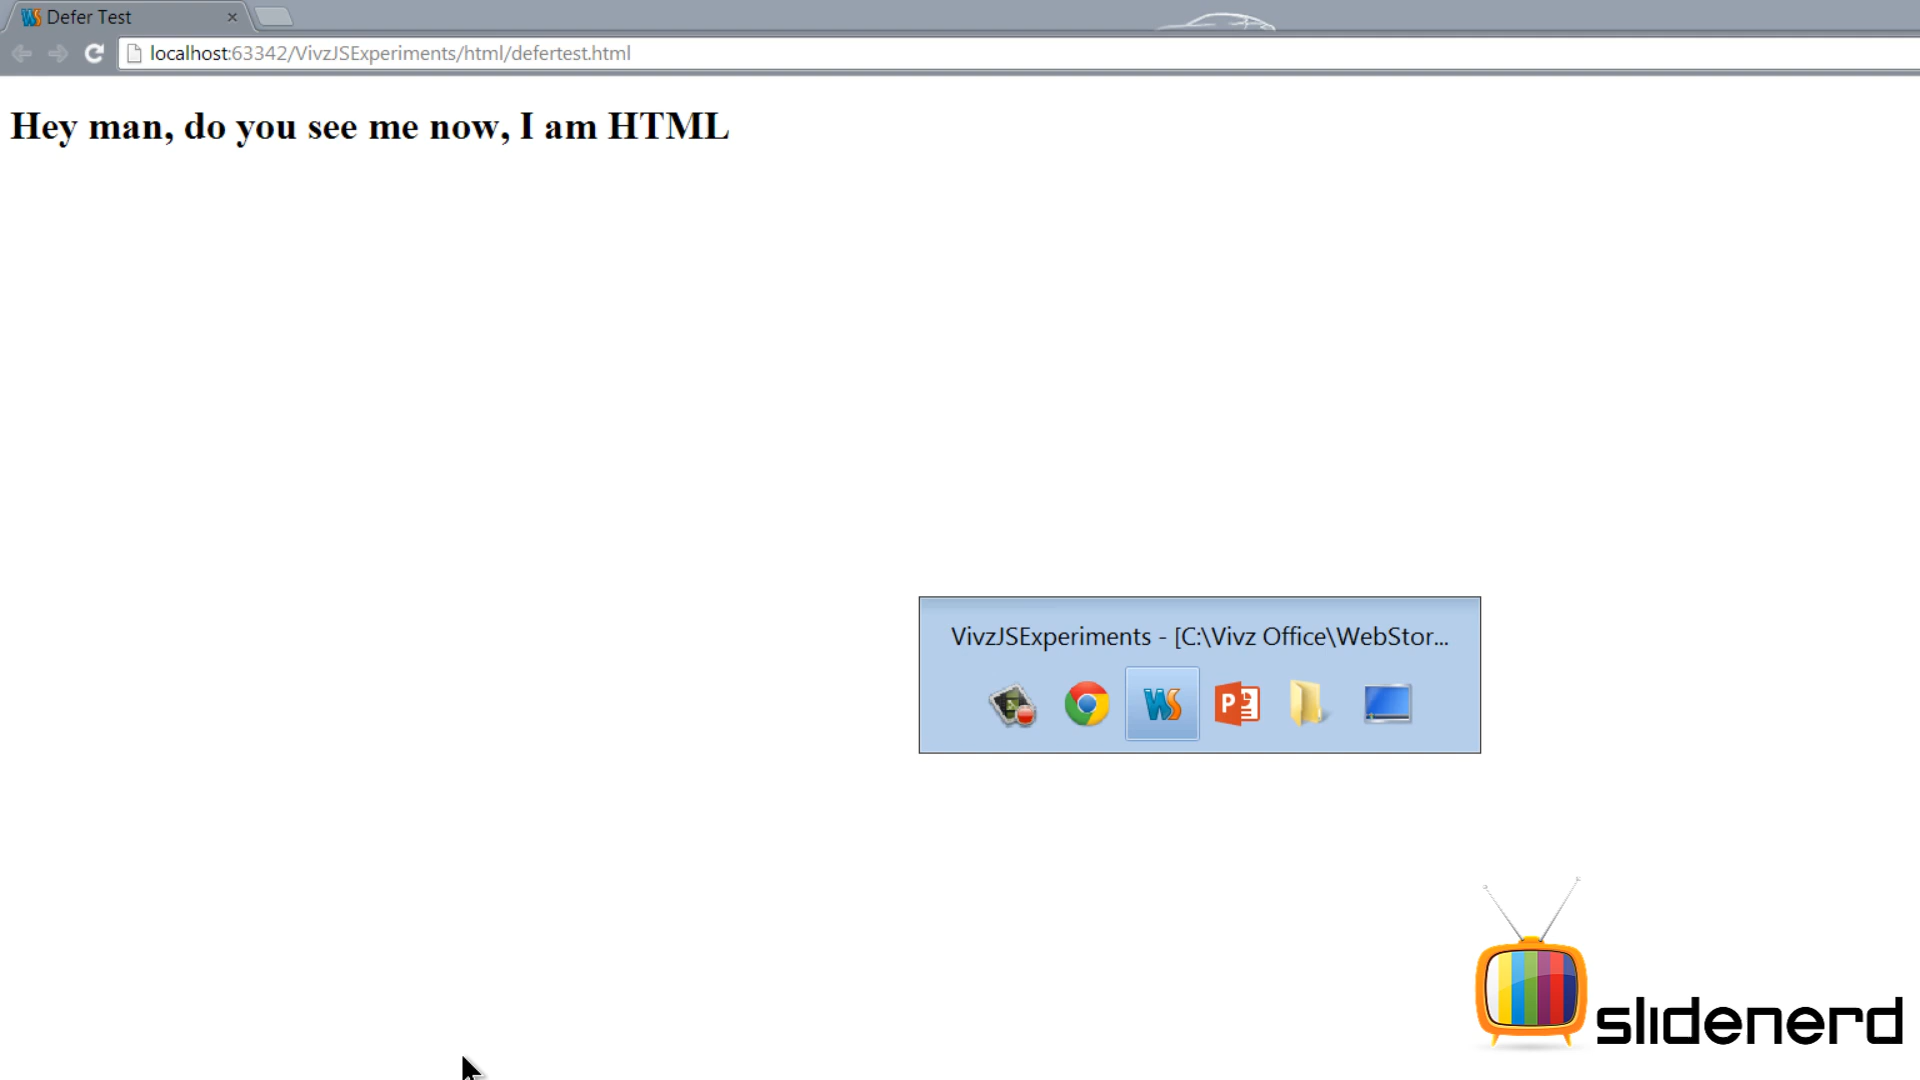 Defer Test
localhost:63342/VivzJSExperiments/html/defertest.html
Hey man, do you see me now, I am HTML
VivzJSExperiments - [C:\Vivz Office\WebStor...
slidenerd